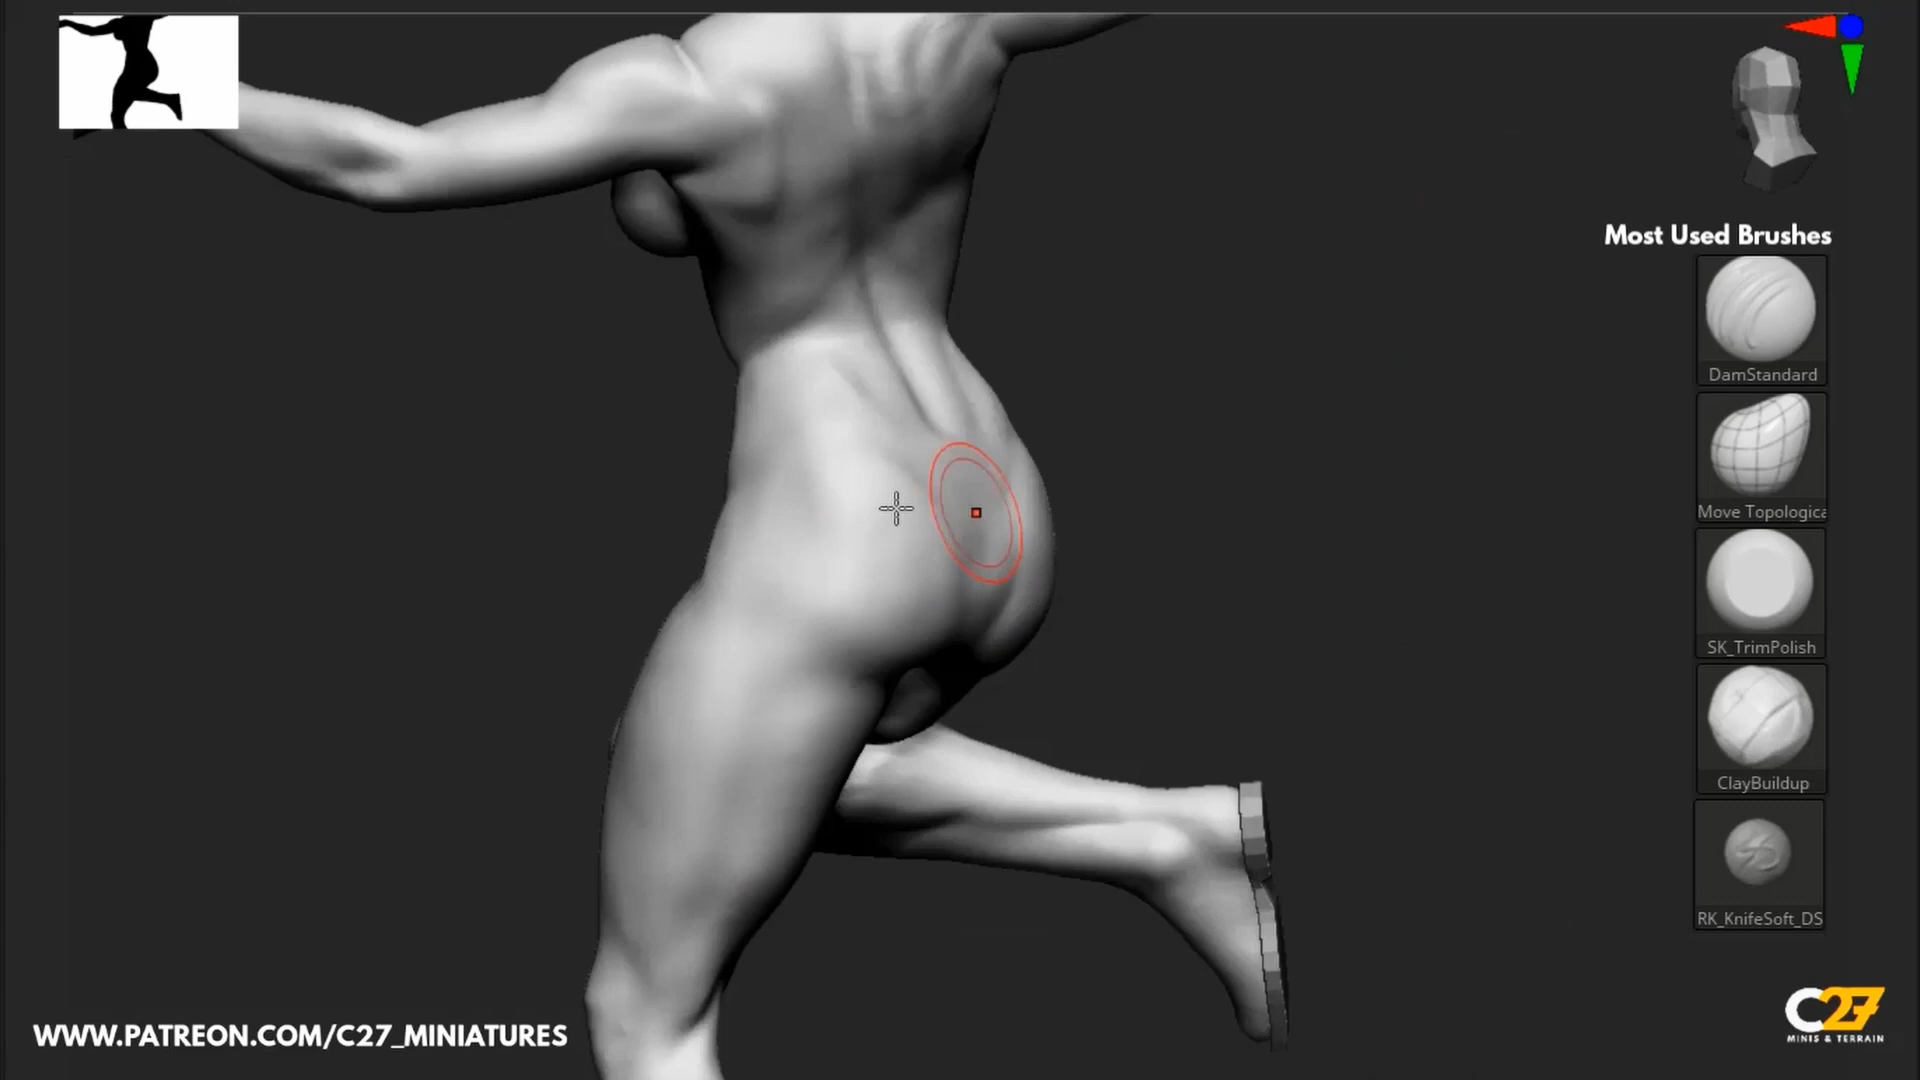 Most Used Brushes
DamStandard
Move Topologica
SK_TrimPolish
ClayBuildup
RK_KnifeSoft_DS
WWW.PATREON.COM/C27_MINIATURES
C27
MINIS & TERRAIN